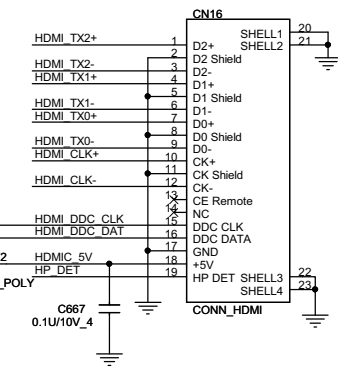 CN16
HDMI_TX2+ 1 D2+ SHELL1 20
2 D2 Shield SHELL2 21
HDMI_TX2- 3 D2-
HDMI_TX1+ 4 D1+
5 D1 Shield
HDMI_TX1- 6 D1-
HDMI_TX0+ 7 D0+
8 D0 Shield
HDMI_TX0- 9 D0-
HDMI_CLK+ 10 CK+
11 CK Shield
HDMI_CLK- 12 CK-
13 CE Remote
14 NC
HDMI_DDC_CLK 15 DDC CLK
HDMI_DDC_DAT 16 DDC DATA
17 GND
2 HDMIC_5V 18 +5V
HP_DET 19 HP DET SHELL3 22
_POLY SHELL4 23
C667 CONN_HDMI
0.1U/10V_4